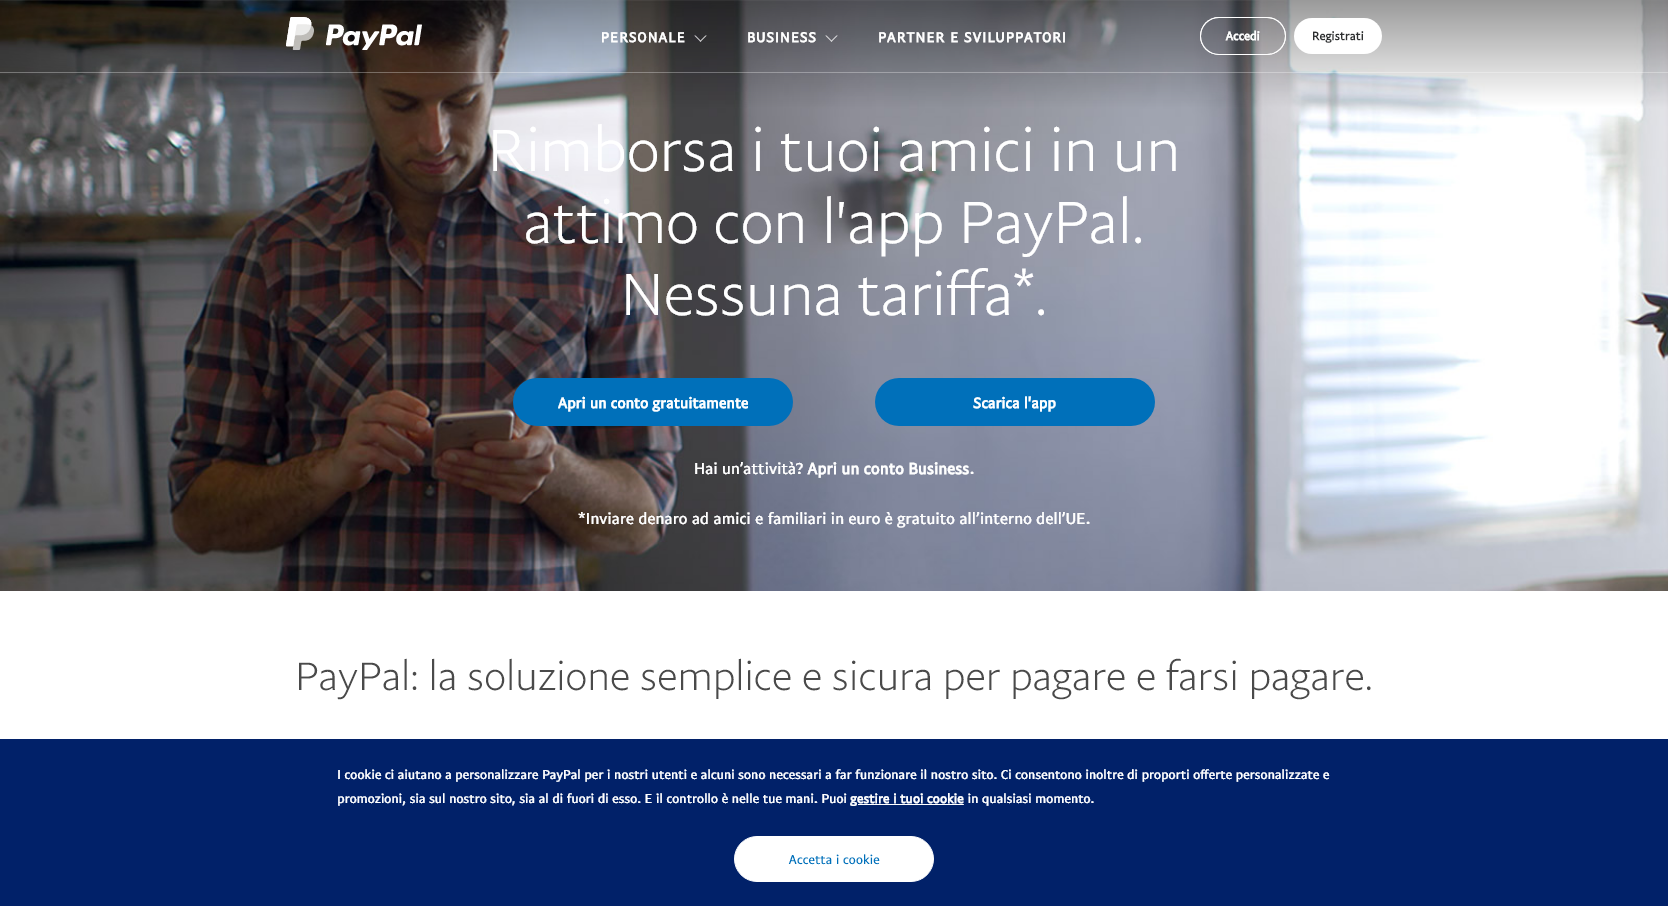 PayPal
PERSONALE
BUSINESS
PARTNER E SVILUPPATORI
Accedi
Registrati
Rimborsa i tuoi amici in un
attimo con l'app PayPal.
Nessuna tariffa*.
Apri un conto gratuitamente
Scarica l'app
Hai un’attività? Apri un conto Business.
*Inviare denaro ad amici e familiari in euro è gratuito all’interno dell’UE.
PayPal: la soluzione semplice e sicura per pagare e farsi pagare.
I cookie ci aiutano a personalizzare PayPal per i nostri utenti e alcuni sono necessari a far funzionare il nostro sito. Ci consentono inoltre di proporti offerte personalizzate e
promozioni, sia sul nostro sito, sia al di fuori di esso. E il controllo è nelle tue mani. Puoi gestire i tuoi cookie in qualsiasi momento.
Accetta i cookie